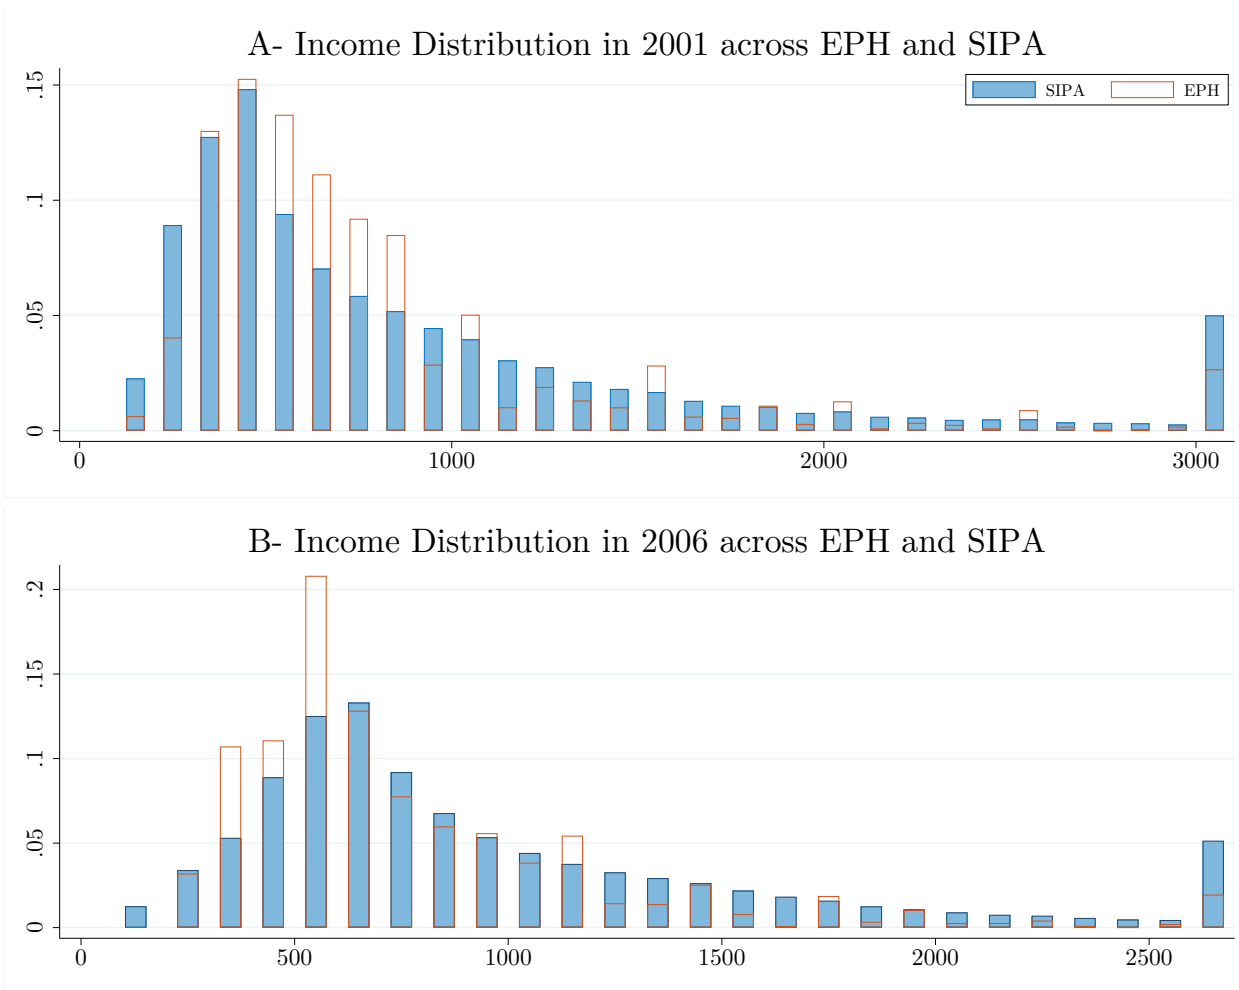 A- Income Distribution in 2001 across EPH and SIPA
SIPA EPH
.15
.1
.05
0
0 1000 2000 3000
B- Income Distribution in 2006 across EPH and SIPA
.2
.15
.1
.05
0
0 500 1000 1500 2000 2500